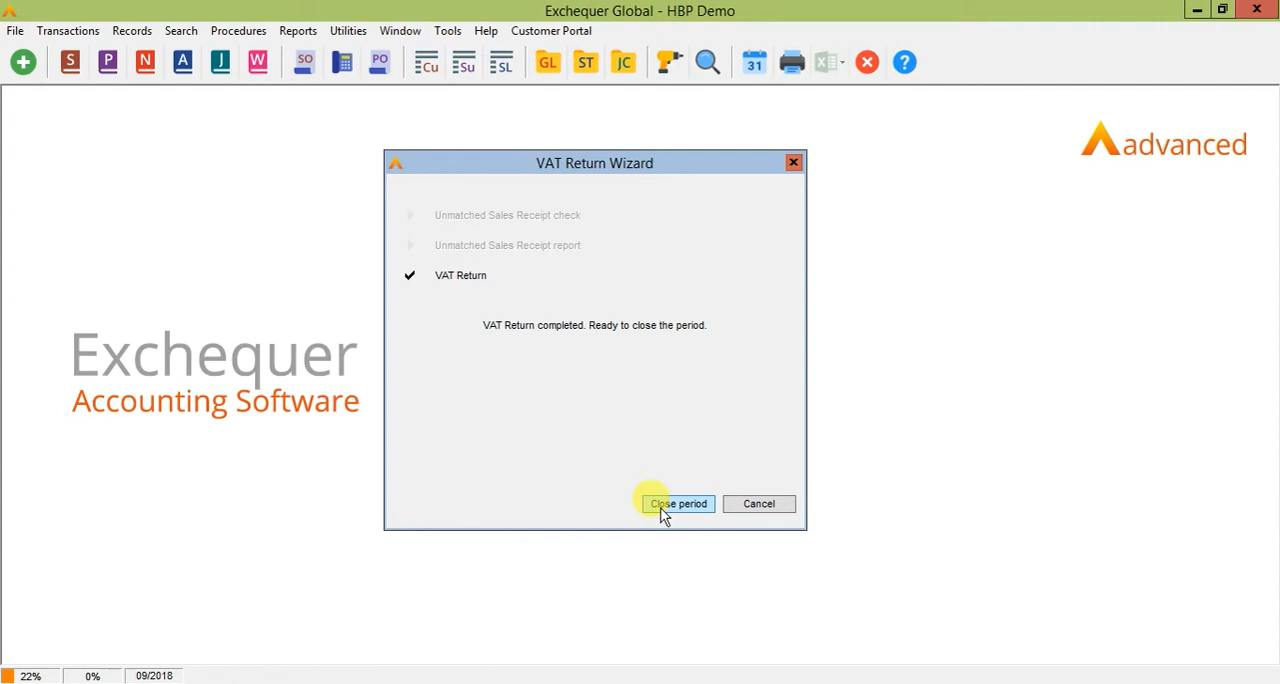 Exchequer Global - HBP Demo
File Transactions Records Search Procedures Reports Utilities Window Tools Help Customer Portal
S P N A J W SO PO Cu Su SL GL ST JC 31 X ?
advanced
VAT Return Wizard
Unmatched Sales Receipt check
Unmatched Sales Receipt report
VAT Return
VAT Return completed. Ready to close the period.
Exchequer
Accounting Software
Close period Cancel
22% 0% 09/2018